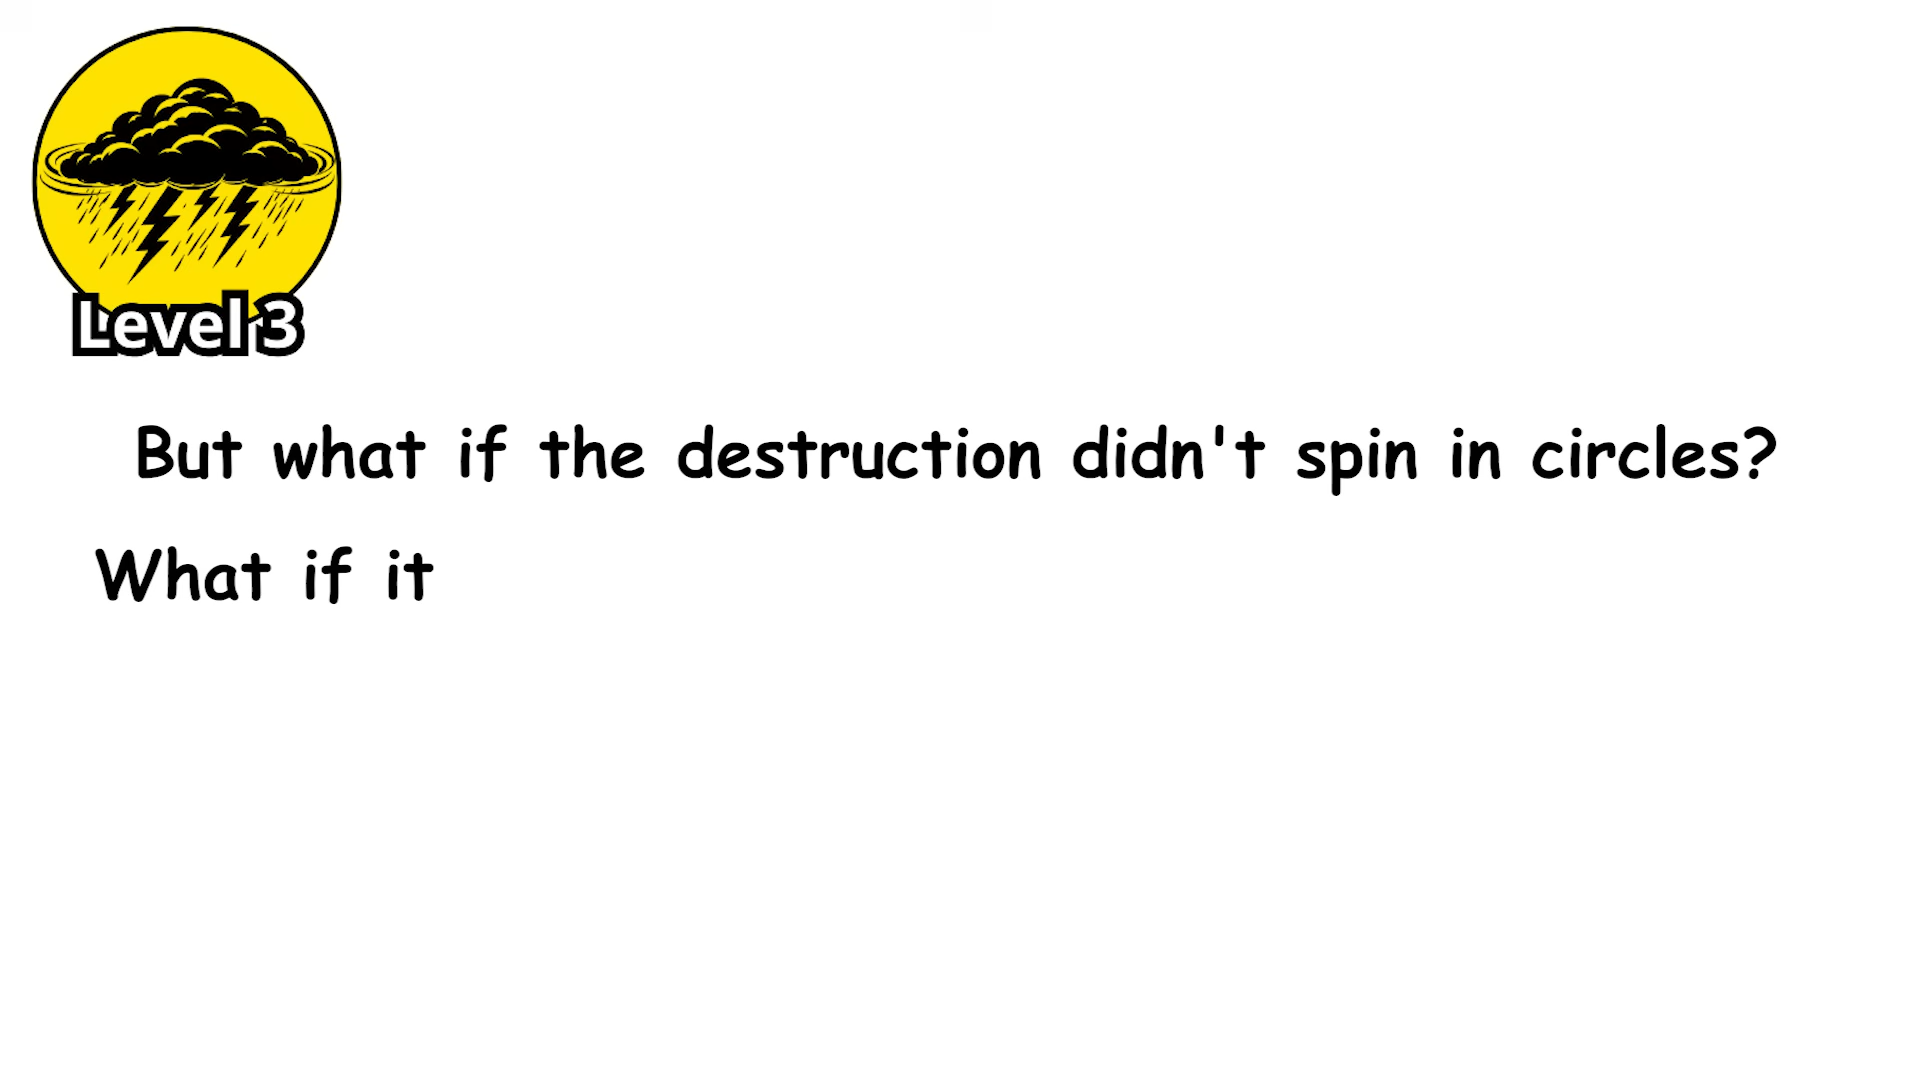 Level 3
But what if the destruction didn't spin in circles?
What if it